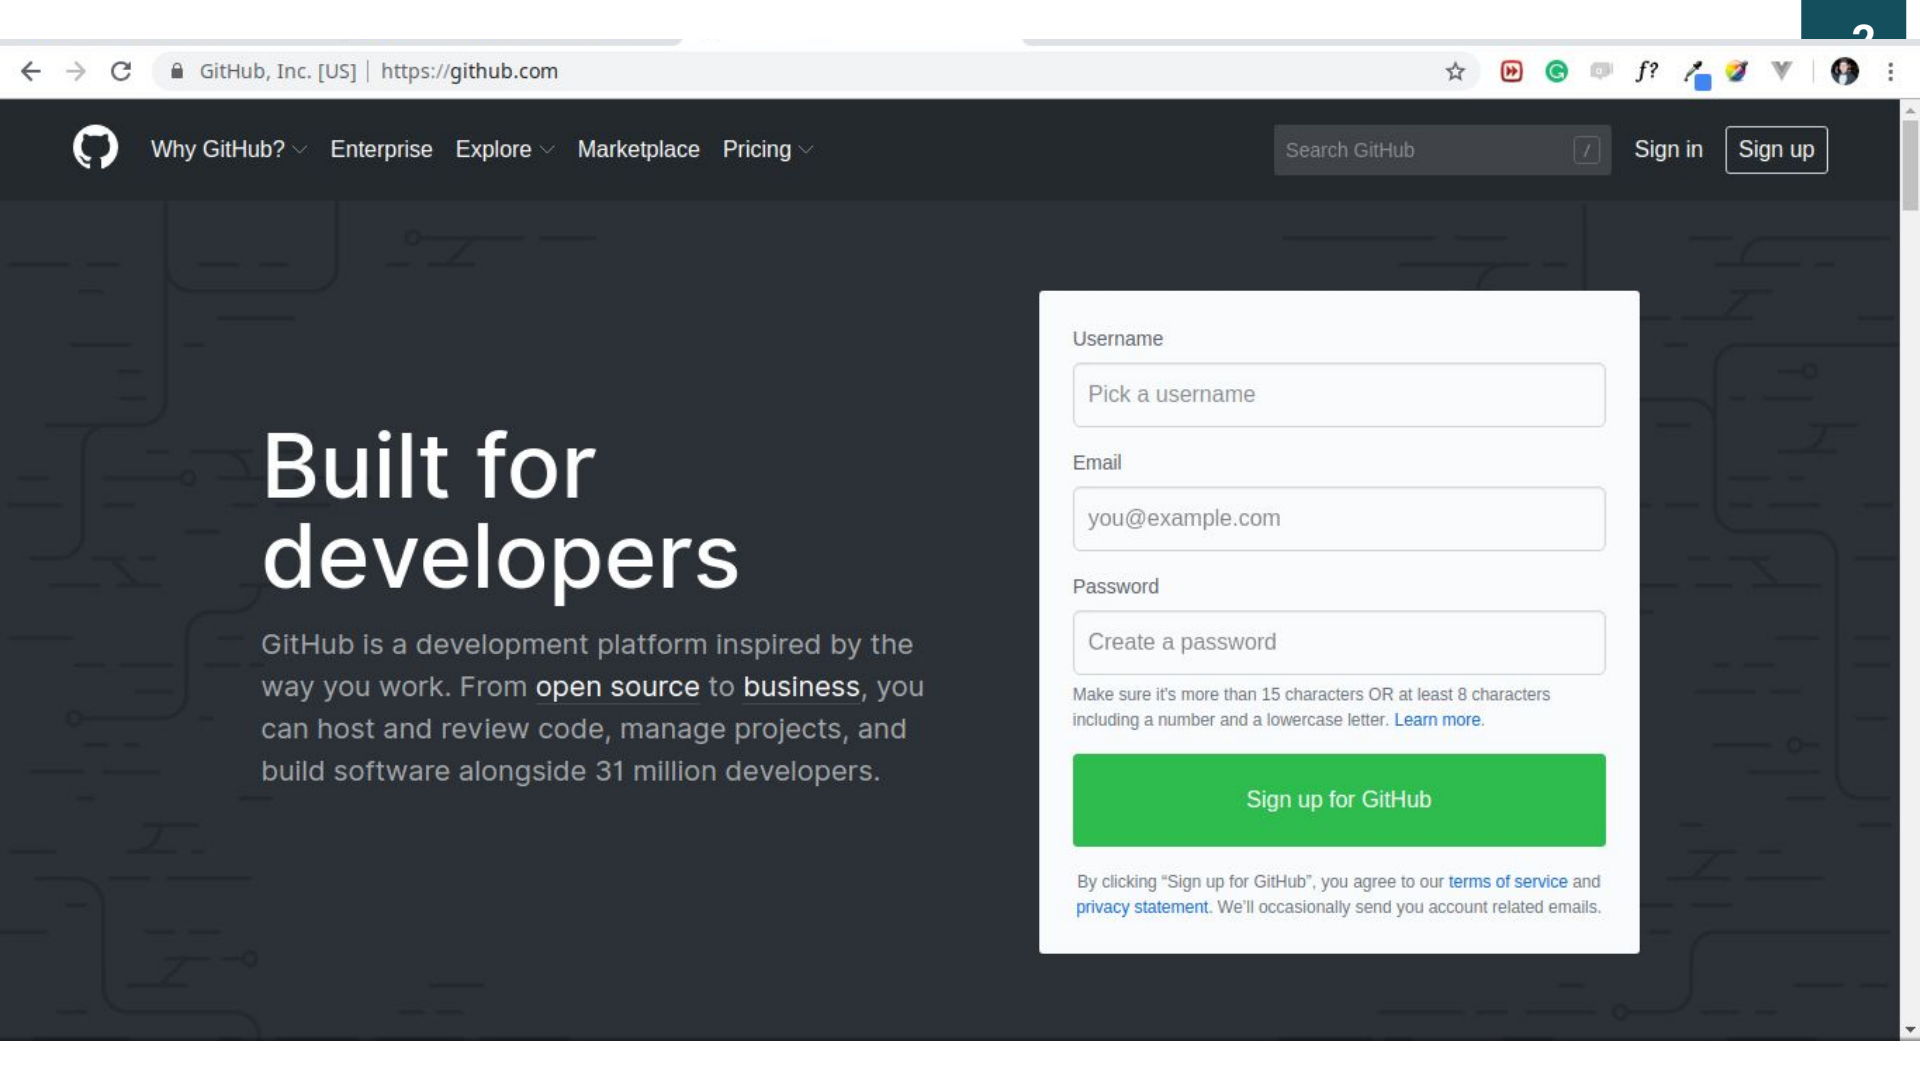 GitHub, Inc. [US] | https://github.com
f?
Why GitHub? Enterprise Explore Marketplace Pricing
Search GitHub /
Sign in
Sign up
Built for
developers
GitHub is a development platform inspired by the
way you work. From open source to business, you
can host and review code, manage projects, and
build software alongside 31 million developers.
Username
Pick a username
Email
you@example.com
Password
Create a password
Make sure it's more than 15 characters OR at least 8 characters
including a number and a lowercase letter. Learn more.
Sign up for GitHub
By clicking “Sign up for GitHub”, you agree to our terms of service and
privacy statement. We’ll occasionally send you account related emails.